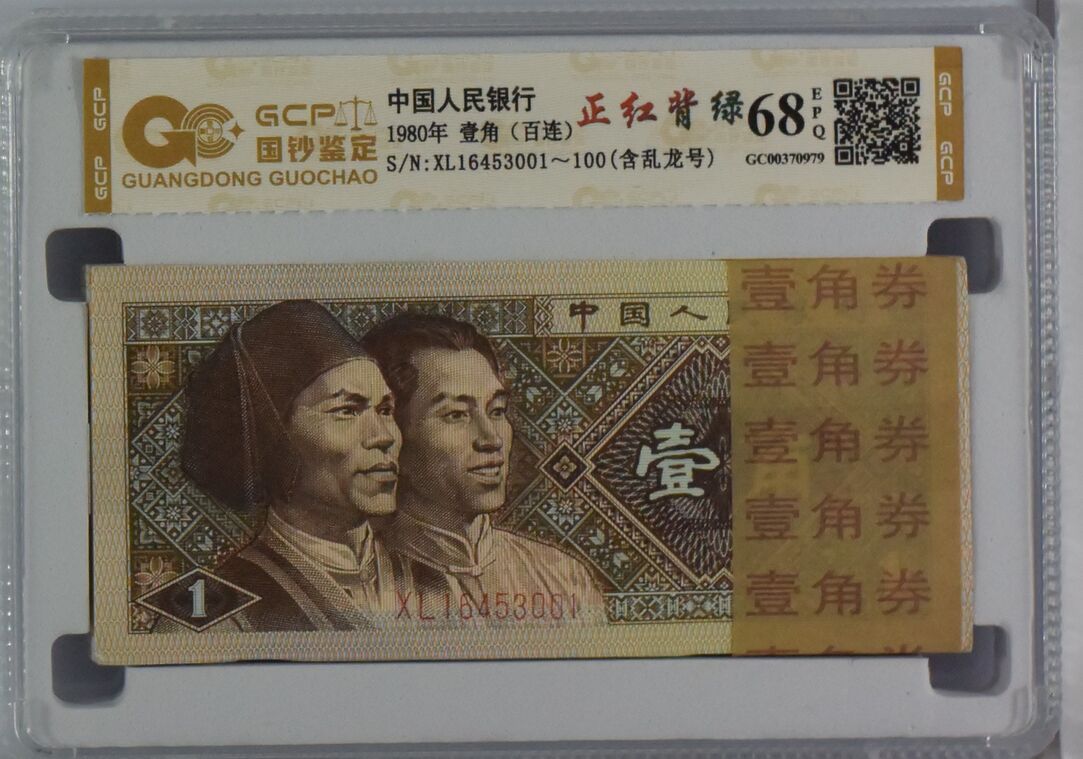 GCP
GCP
GCP
国钞鉴定
GUANGDONG GUOCHAO
中国人民银行
1980年 壹角（百连）
S/N:XL16453001～100(含乱龙号)
正红背绿
68
EPQ
GC00370979
GCP
GCP
中国人
壹
1
XL16453001
壹角券
壹角券
壹角券
壹角券
壹角券